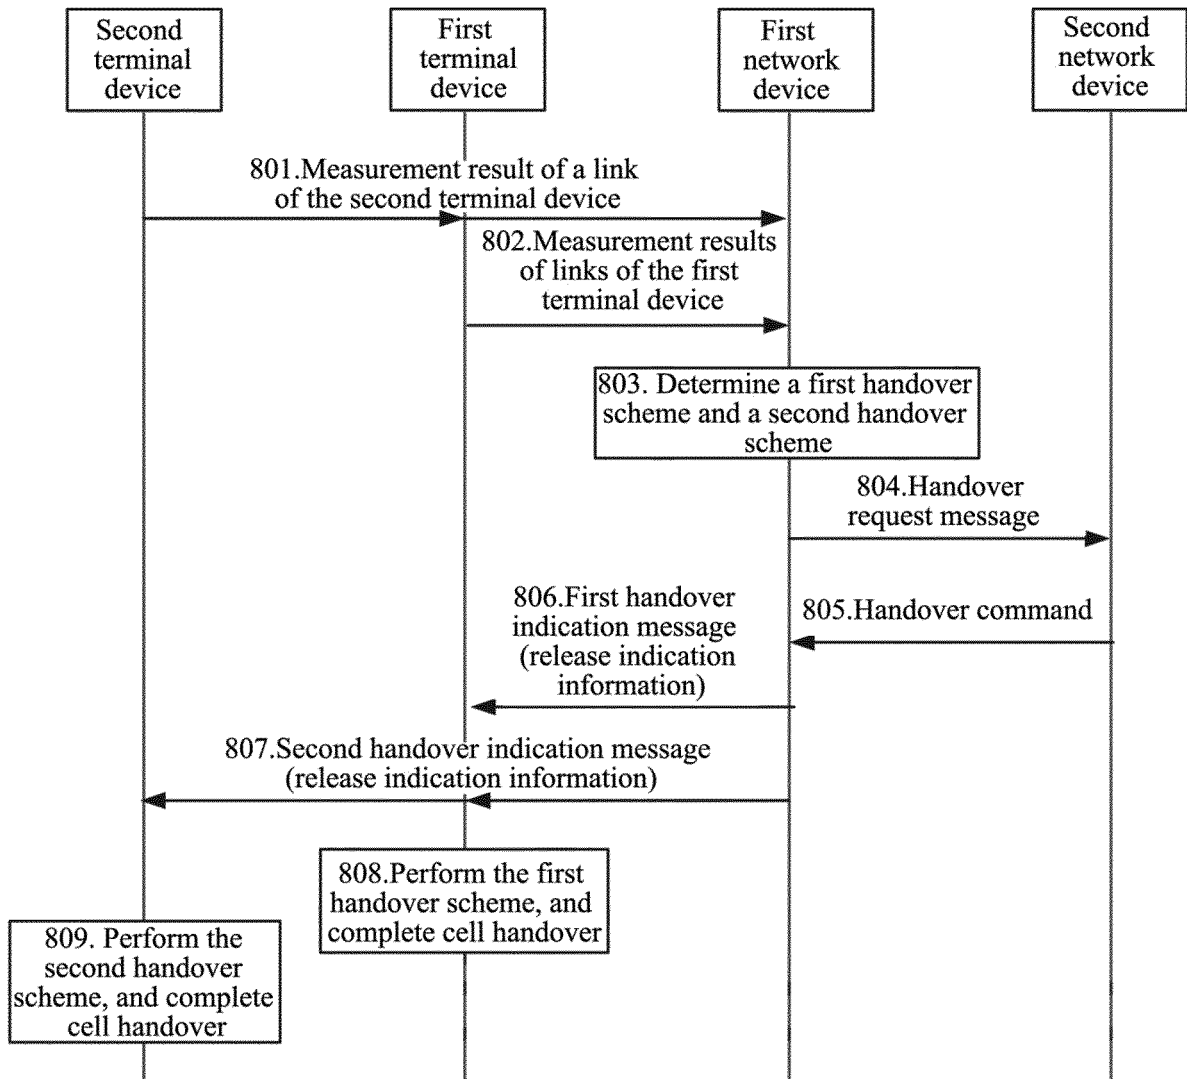 Second
terminal
device
First
terminal
device
First
network
device
Second
network
device
801.Measurement result of a link
of the second terminal device
802.Measurement results
of links of the first
terminal device
803. Determine a first handover
scheme and a second handover
scheme
804.Handover
request message
805.Handover command
806.First handover
indication message
(release indication
information)
807.Second handover indication message
(release indication information)
808.Perform the first
handover scheme, and
complete cell handover
809. Perform the
second handover
scheme, and complete
cell handover